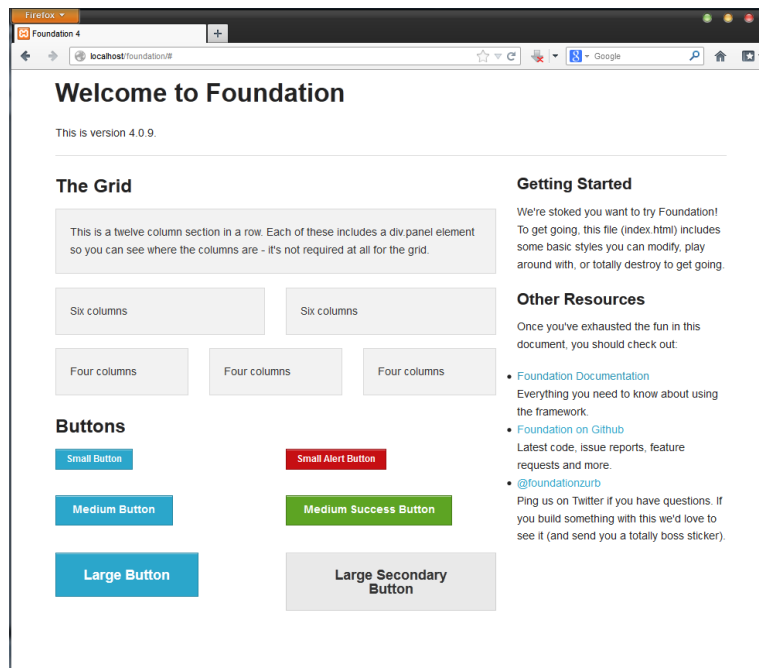 Firefox
Foundation 4
localhost/foundation/#
Google
Welcome to Foundation
This is version 4.0.9.
The Grid
This is a twelve column section in a row. Each of these includes a div.panel element
so you can see where the columns are - it's not required at all for the grid.
Six columns
Six columns
Four columns
Four columns
Four columns
Buttons
Small Button
Small Alert Button
Medium Button
Medium Success Button
Large Button
Large Secondary
Button
Getting Started
We're stoked you want to try Foundation!
To get going, this file (index.html) includes
some basic styles you can modify, play
around with, or totally destroy to get going.
Other Resources
Once you've exhausted the fun in this
document, you should check out:
Foundation Documentation
Everything you need to know about using
the framework.
Foundation on Github
Latest code, issue reports, feature
requests and more.
@foundationzurb
Ping us on Twitter if you have questions. If
you build something with this we'd love to
see it (and send you a totally boss sticker).